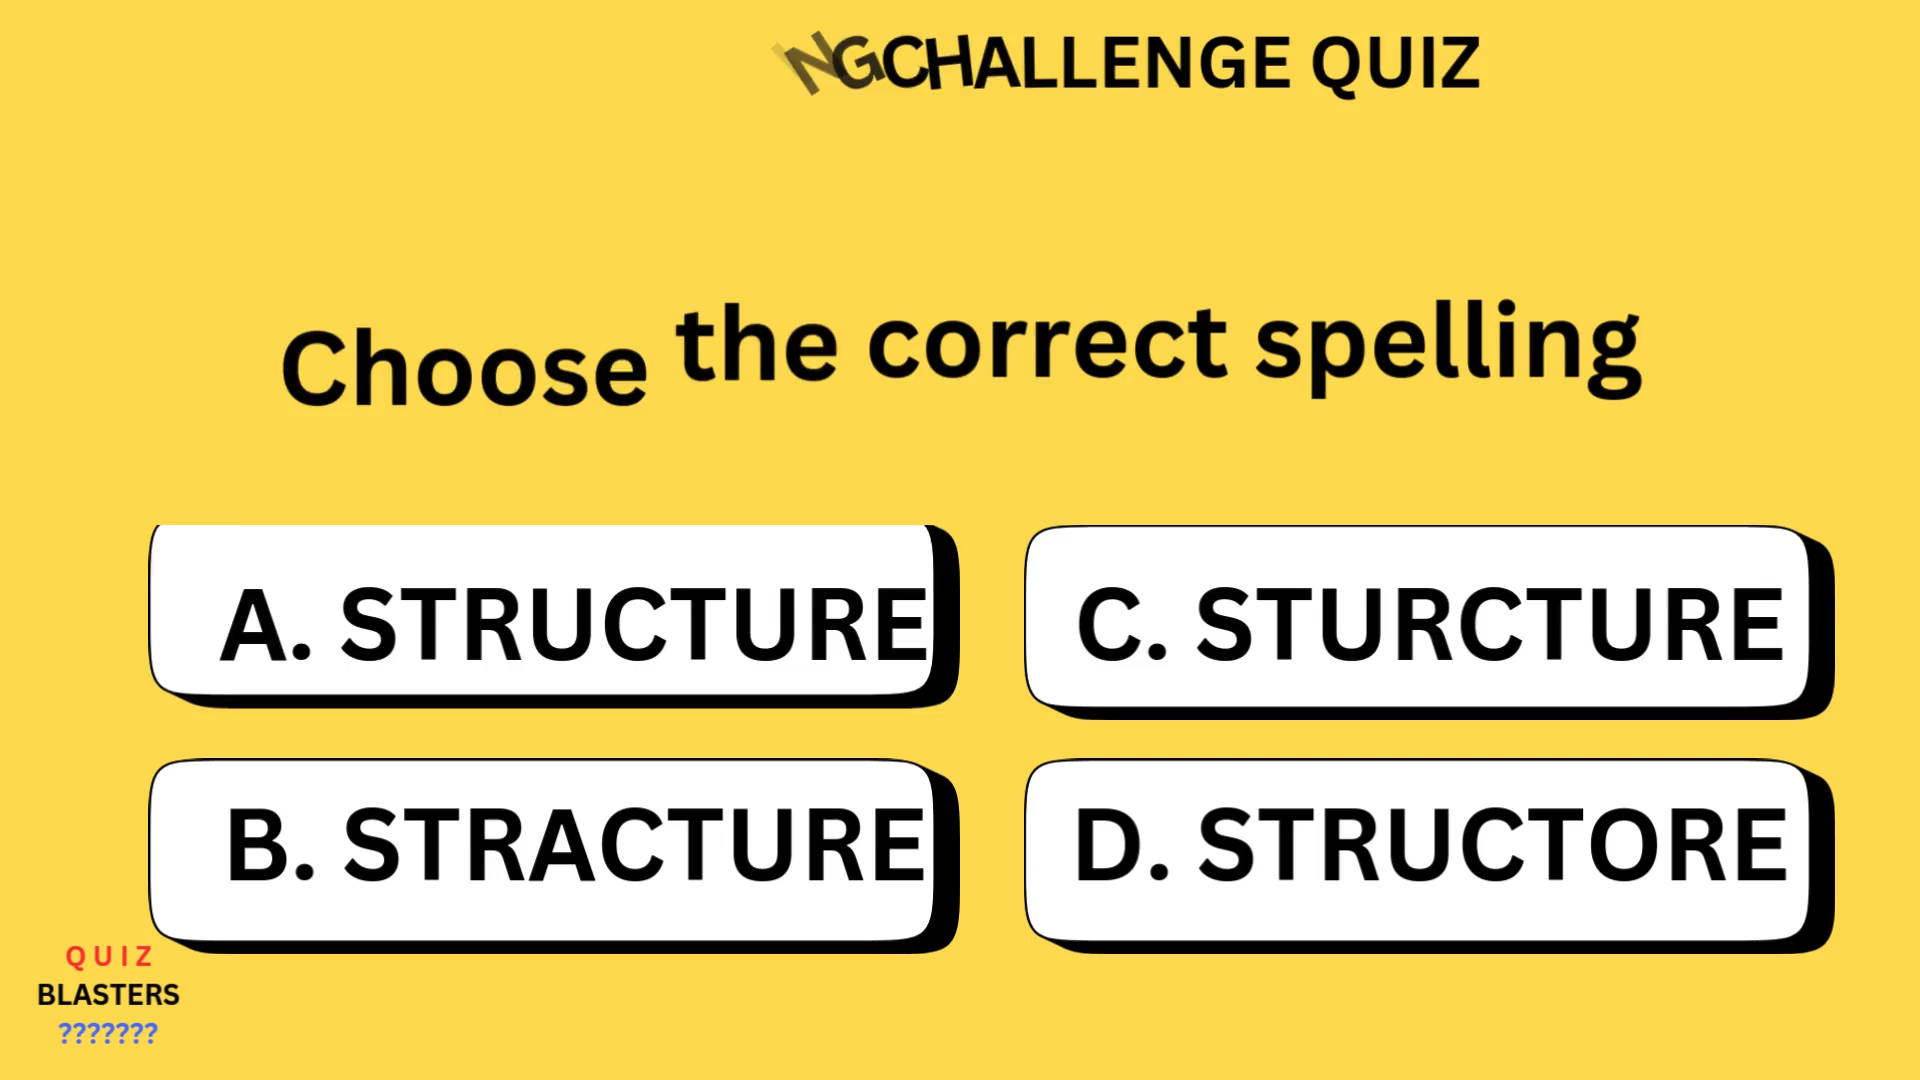 NGCHALLENGE QUIZ
Choose the correct spelling
A. STRUCTURE
C. STURCTURE
B. STRACTURE
D. STRUCTORE
QUIZ
BLASTERS
???????